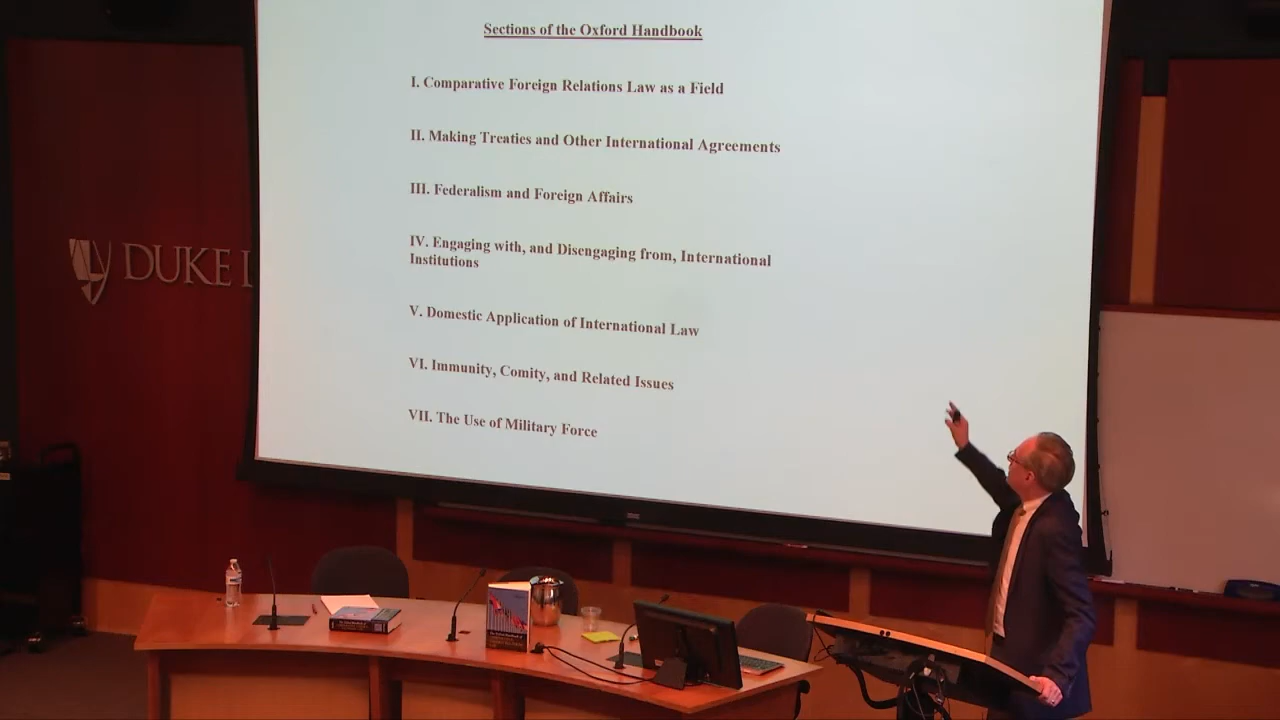 Sections of the Oxford Handbook
I. Comparative Foreign Relations Law as a Field
II. Making Treaties and Other International Agreements
III. Federalism and Foreign Affairs
IV. Engaging with, and Disengaging from, International
Institutions
V. Domestic Application of International Law
VI. Immunity, Comity, and Related Issues
VII. The Use of Military Force
DUKE L